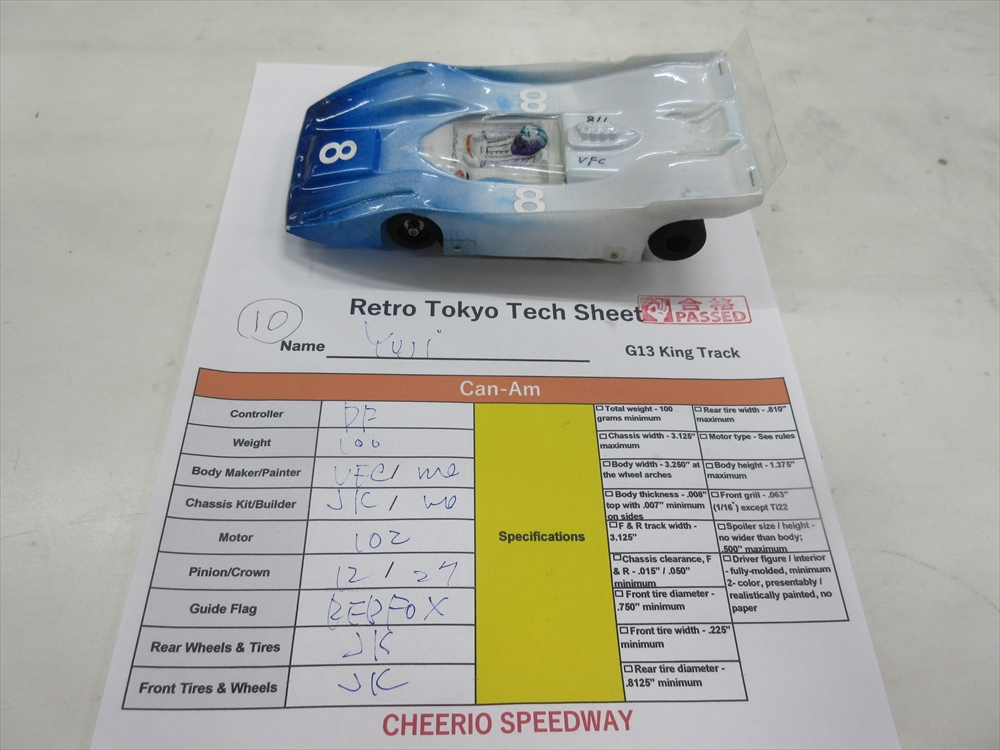 8
8
8
811
VFC
Retro Tokyo Tech Sheet
合格
PASSED
10
Name Yuji
G13 King Track
Can-Am
Controller PF
Weight 100
Body Maker/Painter VFC/ me
Chassis Kit/Builder JK/ me
Motor 102
Pinion/Crown 12/27
Guide Flag REDFOX
Rear Wheels & Tires JK
Front Tires & Wheels JK
Specifications
☐ Total weight - 100
grams minimum
☐ Rear tire width - .810"
maximum
☐ Chassis width - 3.125"
maximum
☐ Motor type - See rules
☐ Body width - 3.250" at
the wheel arches
☐ Body height - 1.375"
maximum
☐ Body thickness - .008"
top with .007" minimum
on sides
☐ Front grill - .063"
(1/16") except Ti22
☐ F & R track width -
3.125"
☐ Spoiler size / height -
no wider than body;
.500" maximum
☐ Chassis clearance, F
& R - .015" / .050"
minimum
☐ Driver figure / interior
- fully-molded, minimum
2- color, presentably /
realistically painted, no
paper
☐ Front tire diameter -
.750" minimum
☐ Front tire width - .225"
minimum
☐ Rear tire diameter -
.8125" minimum
CHEERIO SPEEDWAY